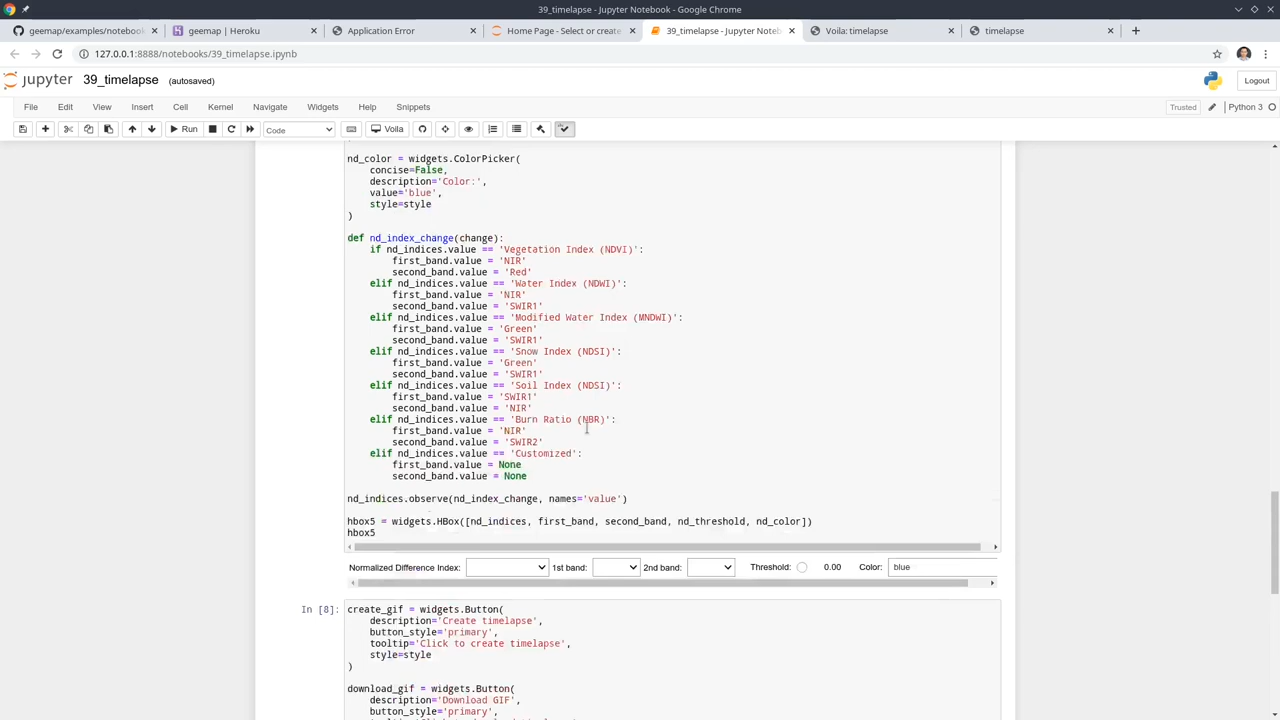 39_timelapse - Jupyter Notebook - Google Chrome
geemap/examples/notebook
geemap | Heroku
Application Error
Home Page - Select or create
39_timelapse - Jupyter Noteb
Voila: timelapse
timelapse
127.0.0.1:8888/notebooks/39_timelapse.ipynb
jupyter 39_timelapse (autosaved)
Logout
File Edit View Insert Cell Kernel Navigate Widgets Help Snippets
Trusted
Python 3
Run
Code
Voila
nd_color = widgets.ColorPicker(
    concise=False,
    description='Color:',
    value='blue',
    style=style
)
def nd_index_change(change):
    if nd_indices.value == 'Vegetation Index (NDVI)':
        first_band.value = 'NIR'
        second_band.value = 'Red'
    elif nd_indices.value == 'Water Index (NDWI)':
        first_band.value = 'NIR'
        second_band.value = 'SWIR1'
    elif nd_indices.value == 'Modified Water Index (MNDWI)':
        first_band.value = 'Green'
        second_band.value = 'SWIR1'
    elif nd_indices.value == 'Snow Index (NDSI)':
        first_band.value = 'Green'
        second_band.value = 'SWIR1'
    elif nd_indices.value == 'Soil Index (NDSI)':
        first_band.value = 'SWIR1'
        second_band.value = 'NIR'
    elif nd_indices.value == 'Burn Ratio (NBR)':
        first_band.value = 'NIR'
        second_band.value = 'SWIR2'
    elif nd_indices.value == 'Customized':
        first_band.value = None
        second_band.value = None
nd_indices.observe(nd_index_change, names='value')
hbox5 = widgets.HBox([nd_indices, first_band, second_band, nd_threshold, nd_color])
hbox5
Normalized Difference Index: 1st band: 2nd band: Threshold: 0.00 Color: blue
In [8]: create_gif = widgets.Button(
    description='Create timelapse',
    button_style='primary',
    tooltip='Click to create timelapse',
    style=style
)
download_gif = widgets.Button(
    description='Download GIF',
    button_style='primary',